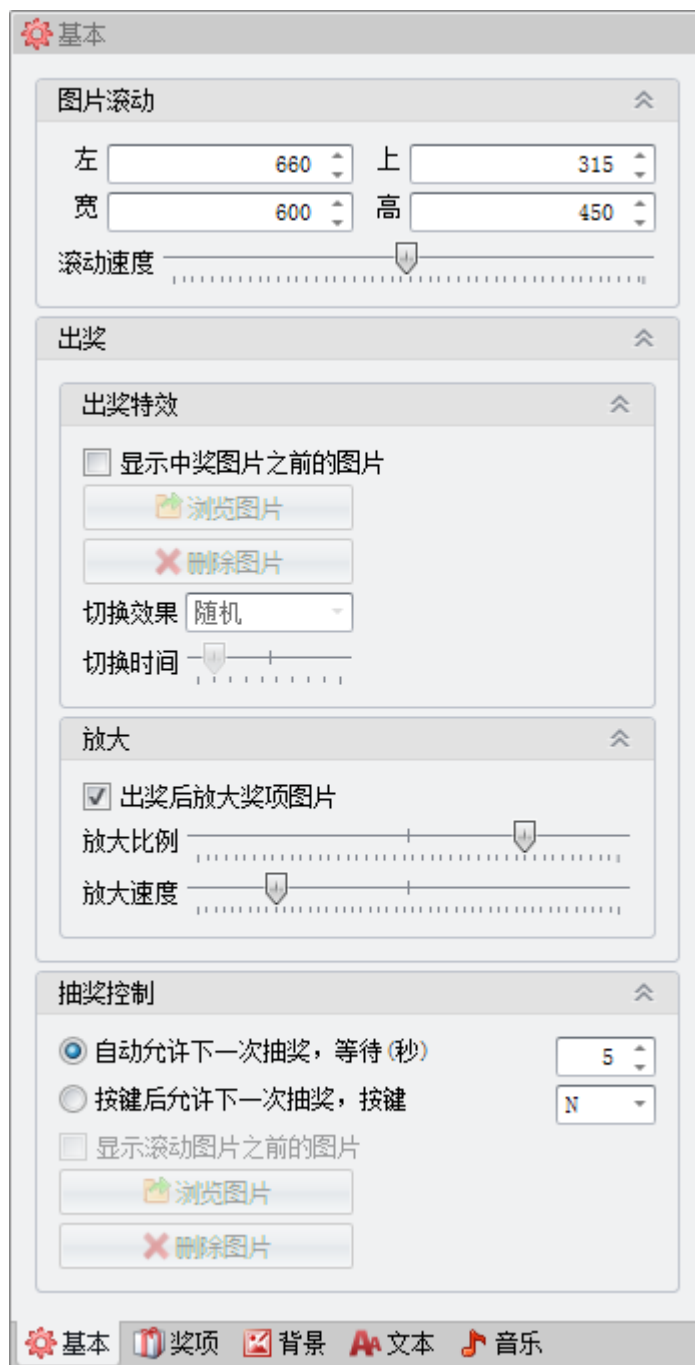 基本
图片滚动
左 660 上 315
宽 600 高 450
滚动速度
出奖
出奖特效
显示中奖图片之前的图片
浏览图片
删除图片
切换效果 随机
切换时间
放大
出奖后放大奖项图片
放大比例
放大速度
抽奖控制
自动允许下一次抽奖，等待(秒) 5
按键后允许下一次抽奖，按键 N
显示滚动图片之前的图片
浏览图片
删除图片
基本 奖项 背景 文本 音乐